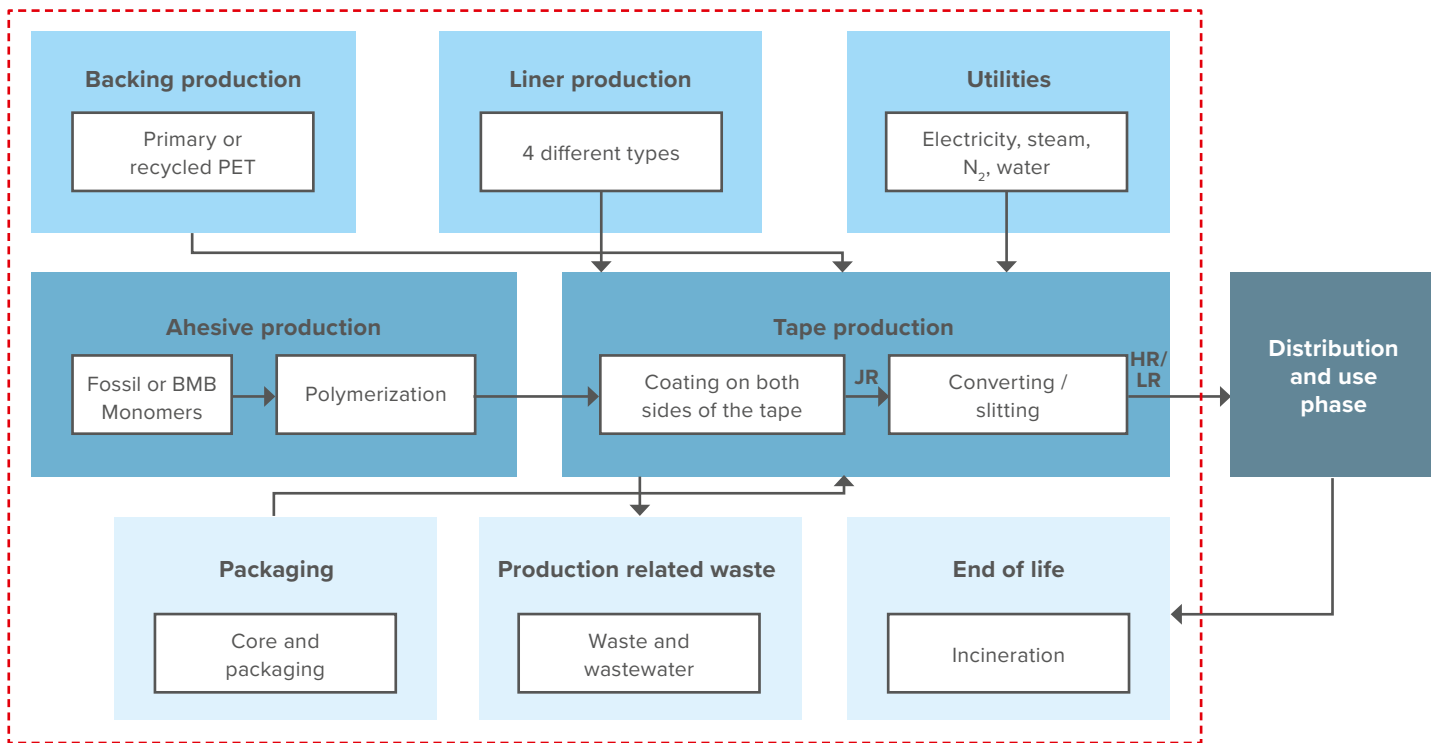 Backing production
Primary or
recycled PET
Liner production
4 different types
Utilities
Electricity, steam,
N₂, water
Ahesive production
Fossil or BMB
Monomers
Polymerization
Tape production
Coating on both
sides of the tape
JR
Converting /
slitting
HR/
LR
Distribution
and use
phase
Packaging
Core and
packaging
Production related waste
Waste and
wastewater
End of life
Incineration